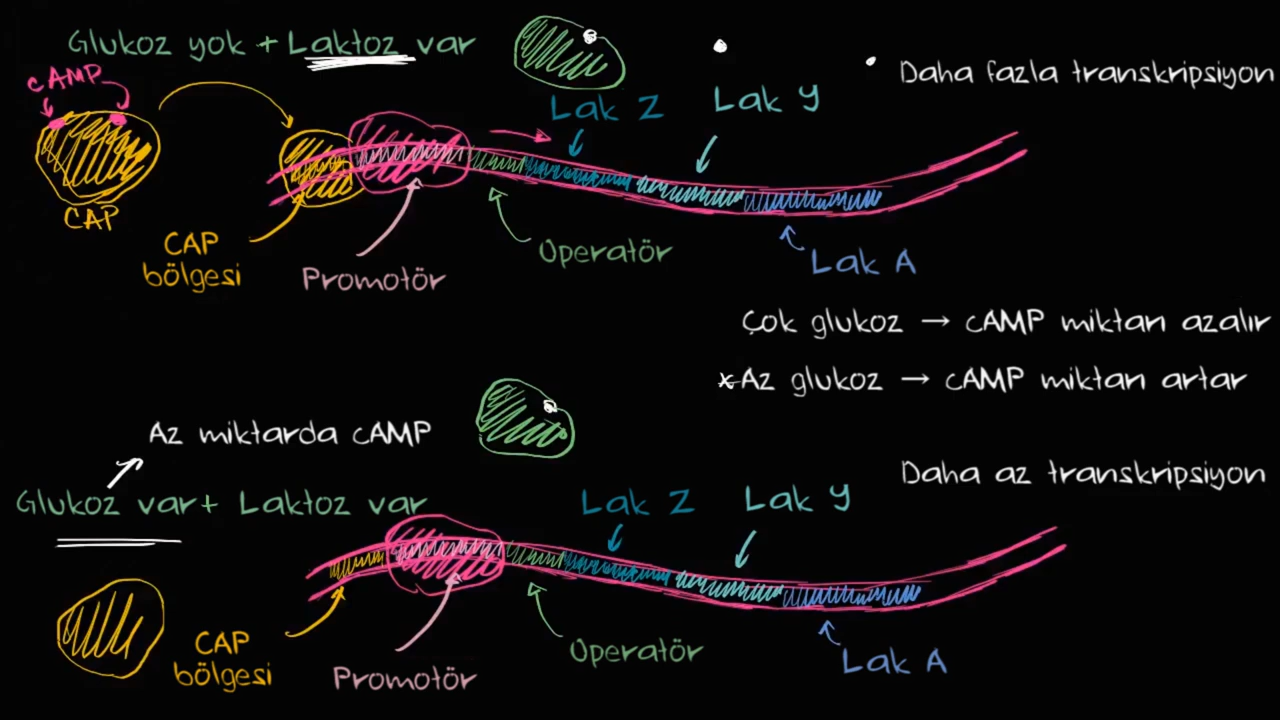 Glukoz yok + Laktoz var
cAMP
Daha fazla transkripsiyon
Lak Z
Lak Y
CAP
CAP
bölgesi
Promotör
Operatör
Lak A
Çok glukoz → cAMP miktarı azalır
*Az glukoz → cAMP miktarı artar
Az miktarda cAMP
Daha az transkripsiyon
Glukoz var+ Laktoz var
Lak Z
Lak Y
CAP
bölgesi
Promotör
Operatör
Lak A